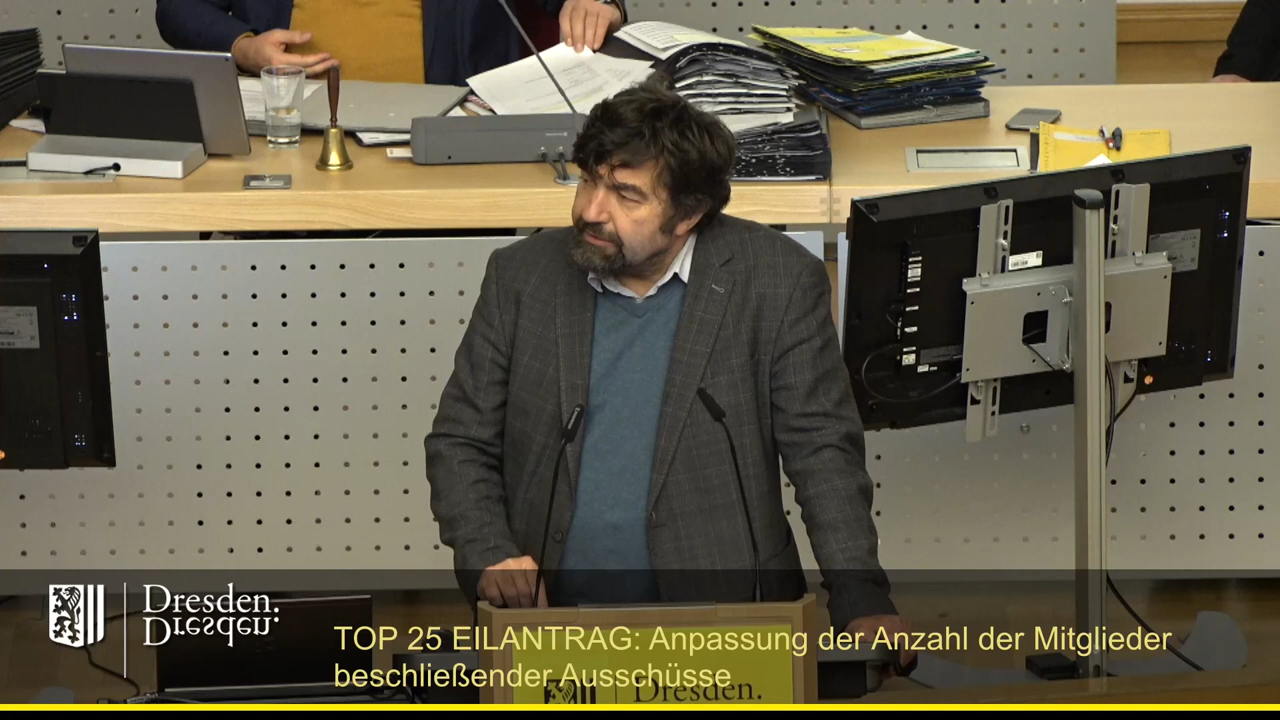 Dresden.
Dresden.
TOP 25 EILANTRAG: Anpassung der Anzahl der Mitglieder
beschließender Ausschüsse
Dresden.